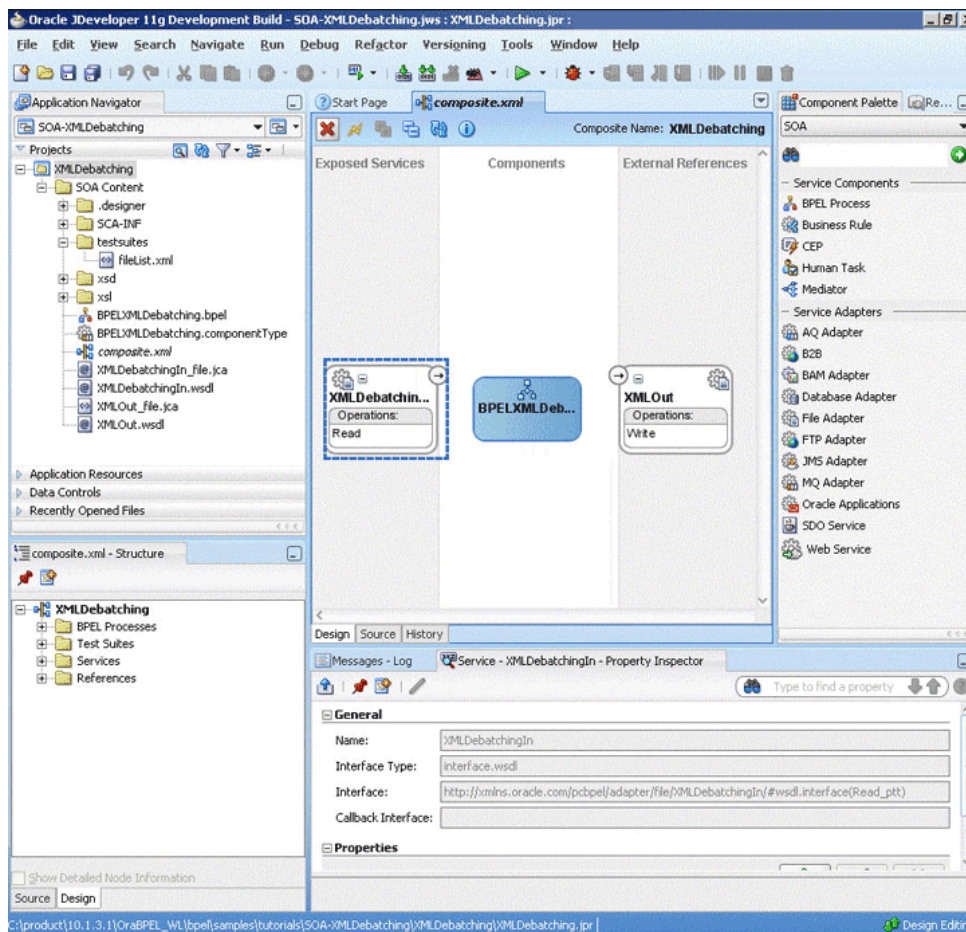 Oracle JDeveloper 11g Development Build - SOA-XMLDebatching.jws : XMLDebatching.jpr :
File Edit View Search Navigate Run Debug Refactor Versioning Tools Window Help
Application Navigator
SOA-XMLDebatching
Projects
XMLDebatching
SOA Content
.designer
SCA-INF
testsuites
fileList.xml
xsd
xsl
BPELXMLDebatching.bpel
BPELXMLDebatching.componentType
composite.xml
XMLDebatchingIn_file.jca
XMLDebatchingIn.wsdl
XMLOut_file.jca
XMLOut.wsdl
Application Resources
Data Controls
Recently Opened Files
composite.xml - Structure
XMLDebatching
BPEL Processes
Test Suites
Services
References
Show Detailed Node Information
Source Design
Start Page composite.xml
Composite Name: XMLDebatching
Exposed Services Components External References
XMLDebatchin...
Operations:
Read
BPELXMLDeb...
XMLOut
Operations:
Write
Design Source History
Component Palette Re...
SOA
Service Components
BPEL Process
Business Rule
CEP
Human Task
Mediator
Service Adapters
AQ Adapter
B2B
BAM Adapter
Database Adapter
File Adapter
FTP Adapter
JMS Adapter
MQ Adapter
Oracle Applications
SDO Service
Web Service
Messages - Log Service - XMLDebatchingIn - Property Inspector
Type to find a property
General
Name: XMLDebatchingIn
Interface Type: interface.wsdl
Interface: http://xmlns.oracle.com/pcbpel/adapter/file/XMLDebatchingIn/#wsdl.interface(Read_ptt)
Callback Interface:
Properties
C:\product\10.1.3.1\OraBPEL_WL\bpel\samples\tutorials\SOA-XMLDebatching\XMLDebatching\XMLDebatching.jpr
Design Editin